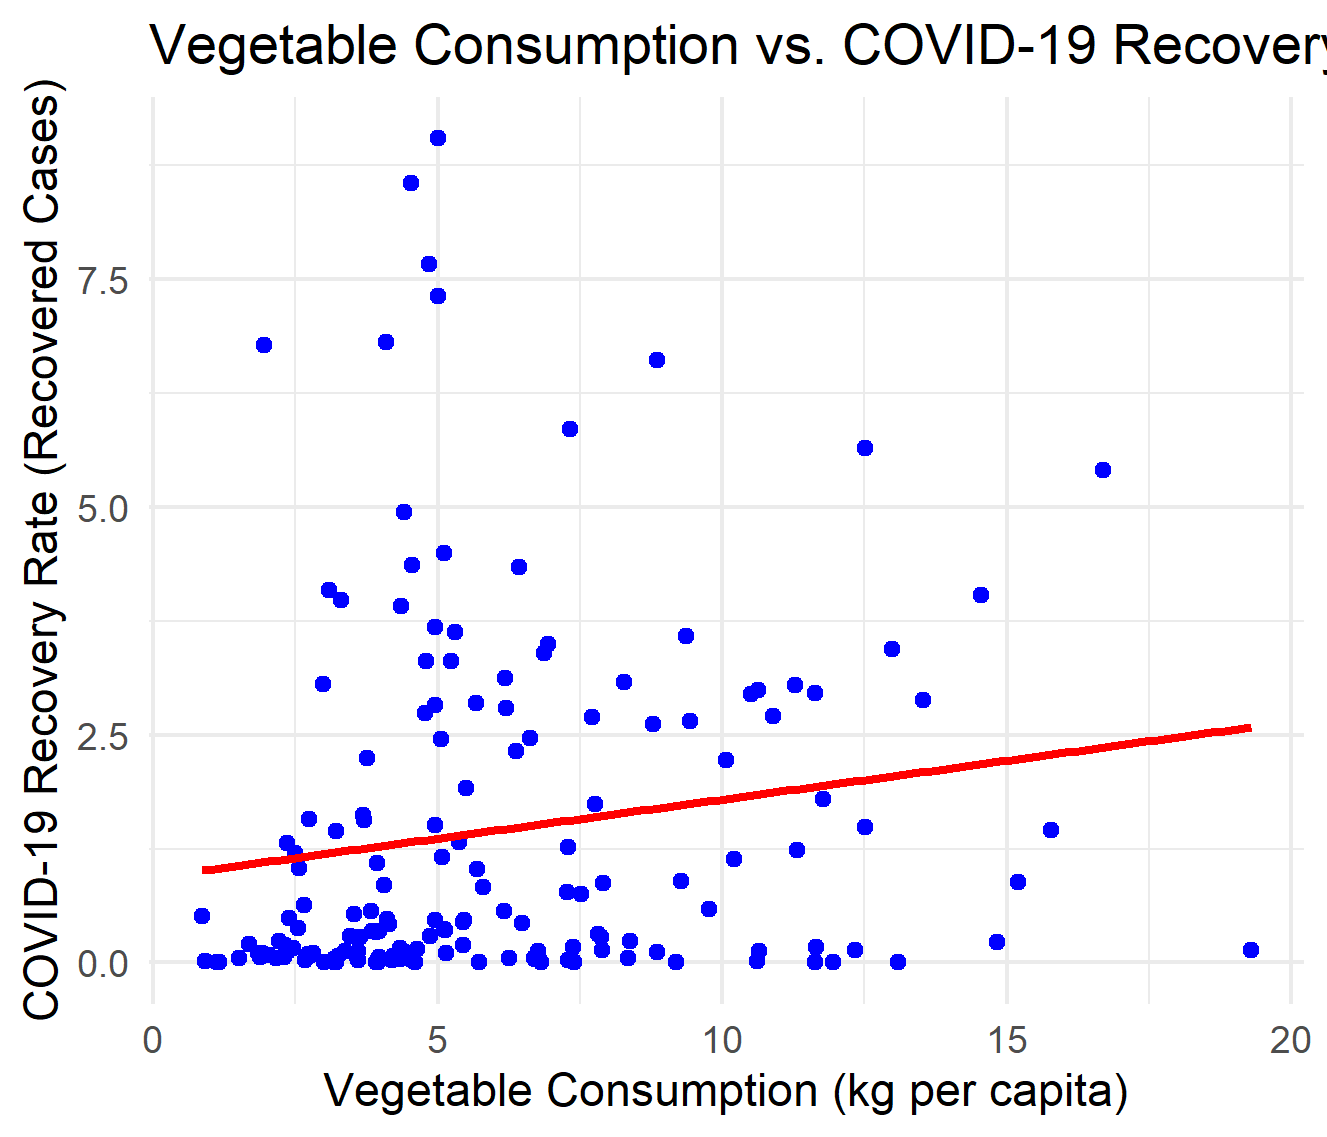 Vegetable Consumption vs. COVID-19 Recovery
COVID-19 Recovery Rate (Recovered Cases)
7.5
5.0
2.5
0.0
0 5 10 15 20
Vegetable Consumption (kg per capita)